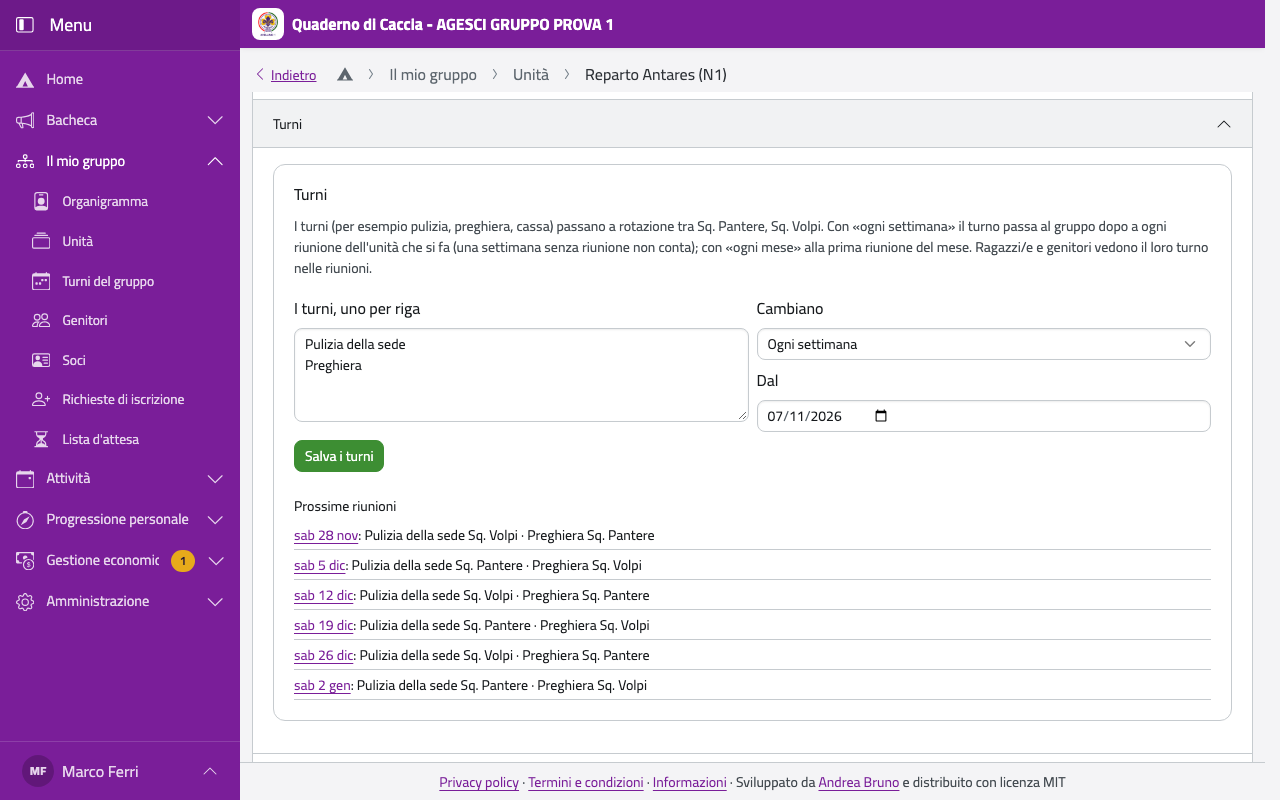 Menu
Quaderno di Caccia - AGESCI GRUPPO PROVA 1
Home
Bacheca
Il mio gruppo
Organigramma
Unità
Turni del gruppo
Genitori
Soci
Richieste di iscrizione
Lista d'attesa
Attività
Progressione personale
Gestione economic 1
Amministrazione
MF Marco Ferri
Indietro Il mio gruppo Unità Reparto Antares (N1)
Turni
Turni
I turni (per esempio pulizia, preghiera, cassa) passano a rotazione tra Sq. Pantere, Sq. Volpi. Con «ogni settimana» il turno passa al gruppo dopo a ogni
riunione dell'unità che si fa (una settimana senza riunione non conta); con «ogni mese» alla prima riunione del mese. Ragazzi/e e genitori vedono il loro turno
nelle riunioni.
I turni, uno per riga
Pulizia della sede
Preghiera
Cambiano
Ogni settimana
Dal
07/11/2026
Salva i turni
Prossime riunioni
sab 28 nov: Pulizia della sede Sq. Volpi · Preghiera Sq. Pantere
sab 5 dic: Pulizia della sede Sq. Pantere · Preghiera Sq. Volpi
sab 12 dic: Pulizia della sede Sq. Volpi · Preghiera Sq. Pantere
sab 19 dic: Pulizia della sede Sq. Pantere · Preghiera Sq. Volpi
sab 26 dic: Pulizia della sede Sq. Volpi · Preghiera Sq. Pantere
sab 2 gen: Pulizia della sede Sq. Pantere · Preghiera Sq. Volpi
Privacy policy · Termini e condizioni · Informazioni · Sviluppato da Andrea Bruno e distribuito con licenza MIT